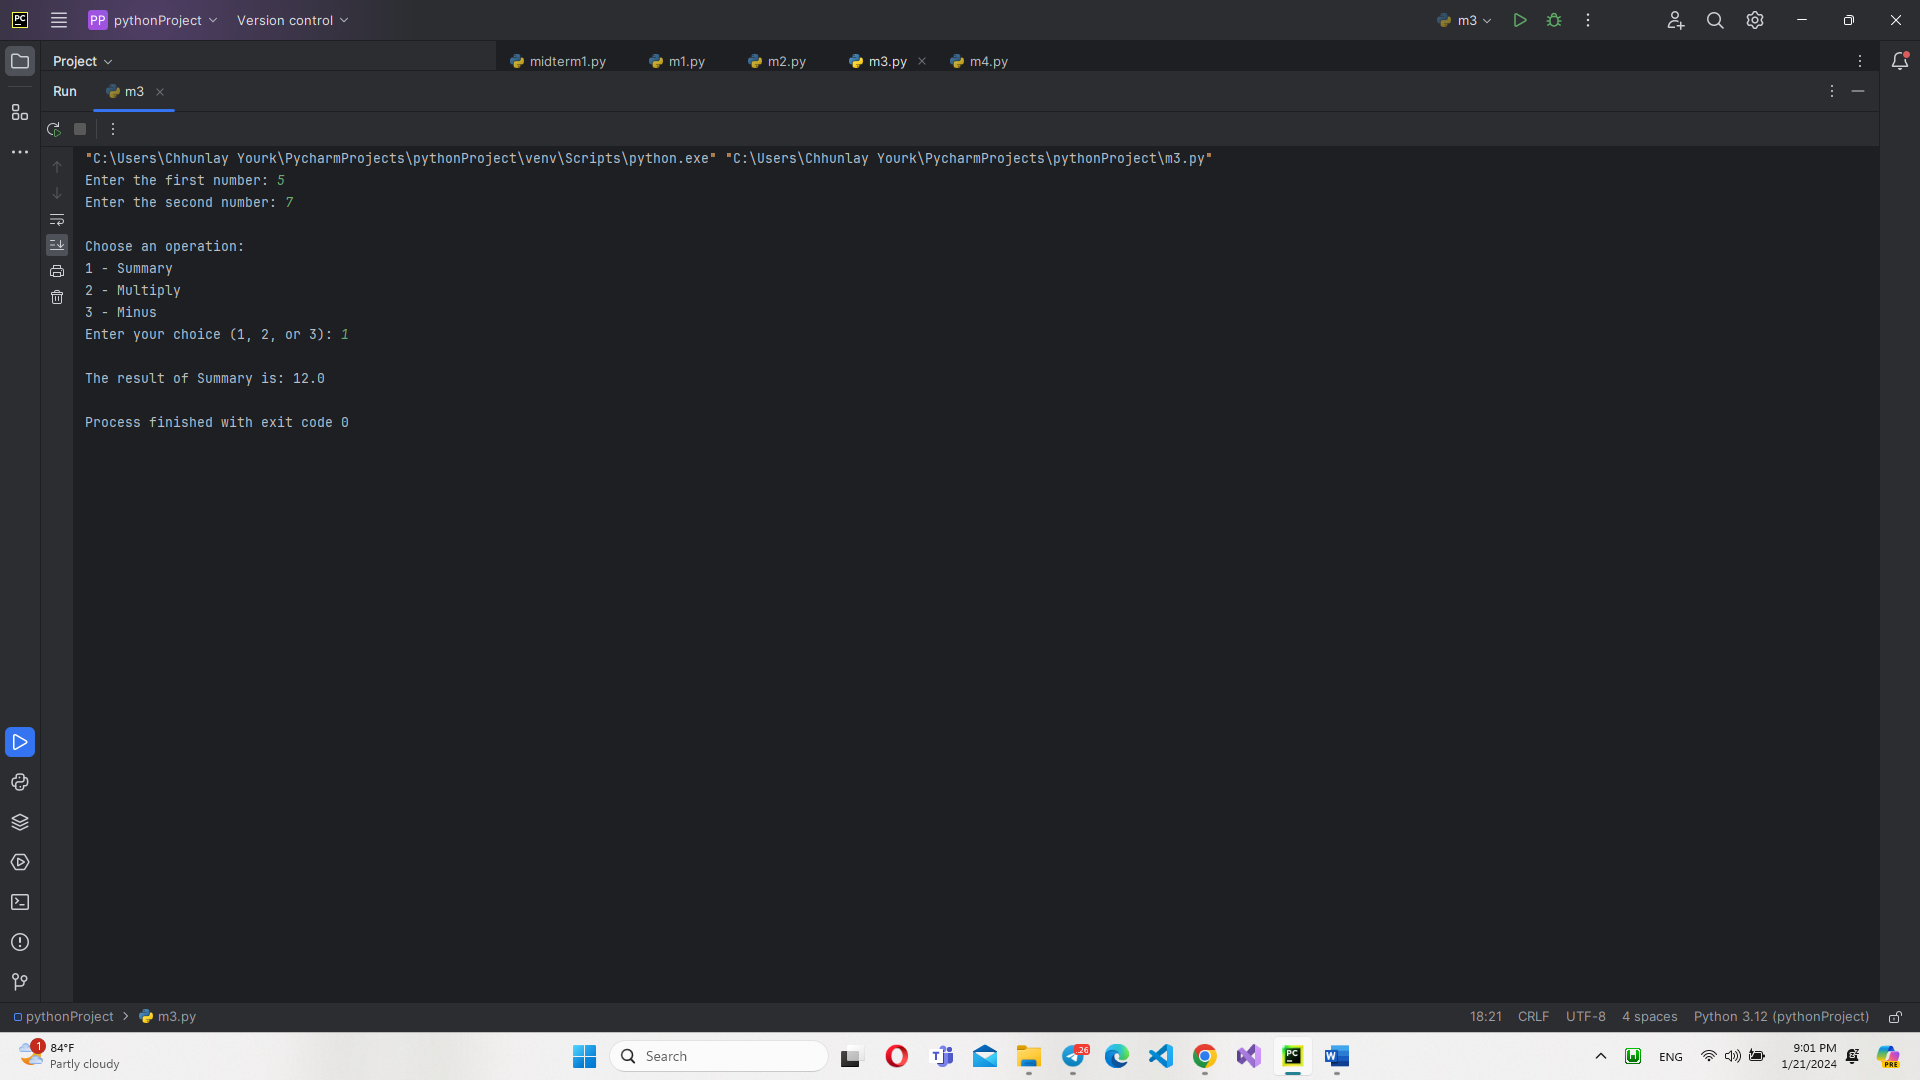 PC PP pythonProject Version control m3
Project midterm1.py m1.py m2.py m3.py m4.py
Run m3
"C:\Users\Chhunlay Yourk\PycharmProjects\pythonProject\venv\Scripts\python.exe" "C:\Users\Chhunlay Yourk\PycharmProjects\pythonProject\m3.py"
Enter the first number: 5
Enter the second number: 7
Choose an operation:
1 - Summary
2 - Multiply
3 - Minus
Enter your choice (1, 2, or 3): 1
The result of Summary is: 12.0
Process finished with exit code 0
pythonProject m3.py 18:21 CRLF UTF-8 4 spaces Python 3.12 (pythonProject)
1 84°F
Partly cloudy
Search
26
PC
W
ENG
9:01 PM
1/21/2024
PRE